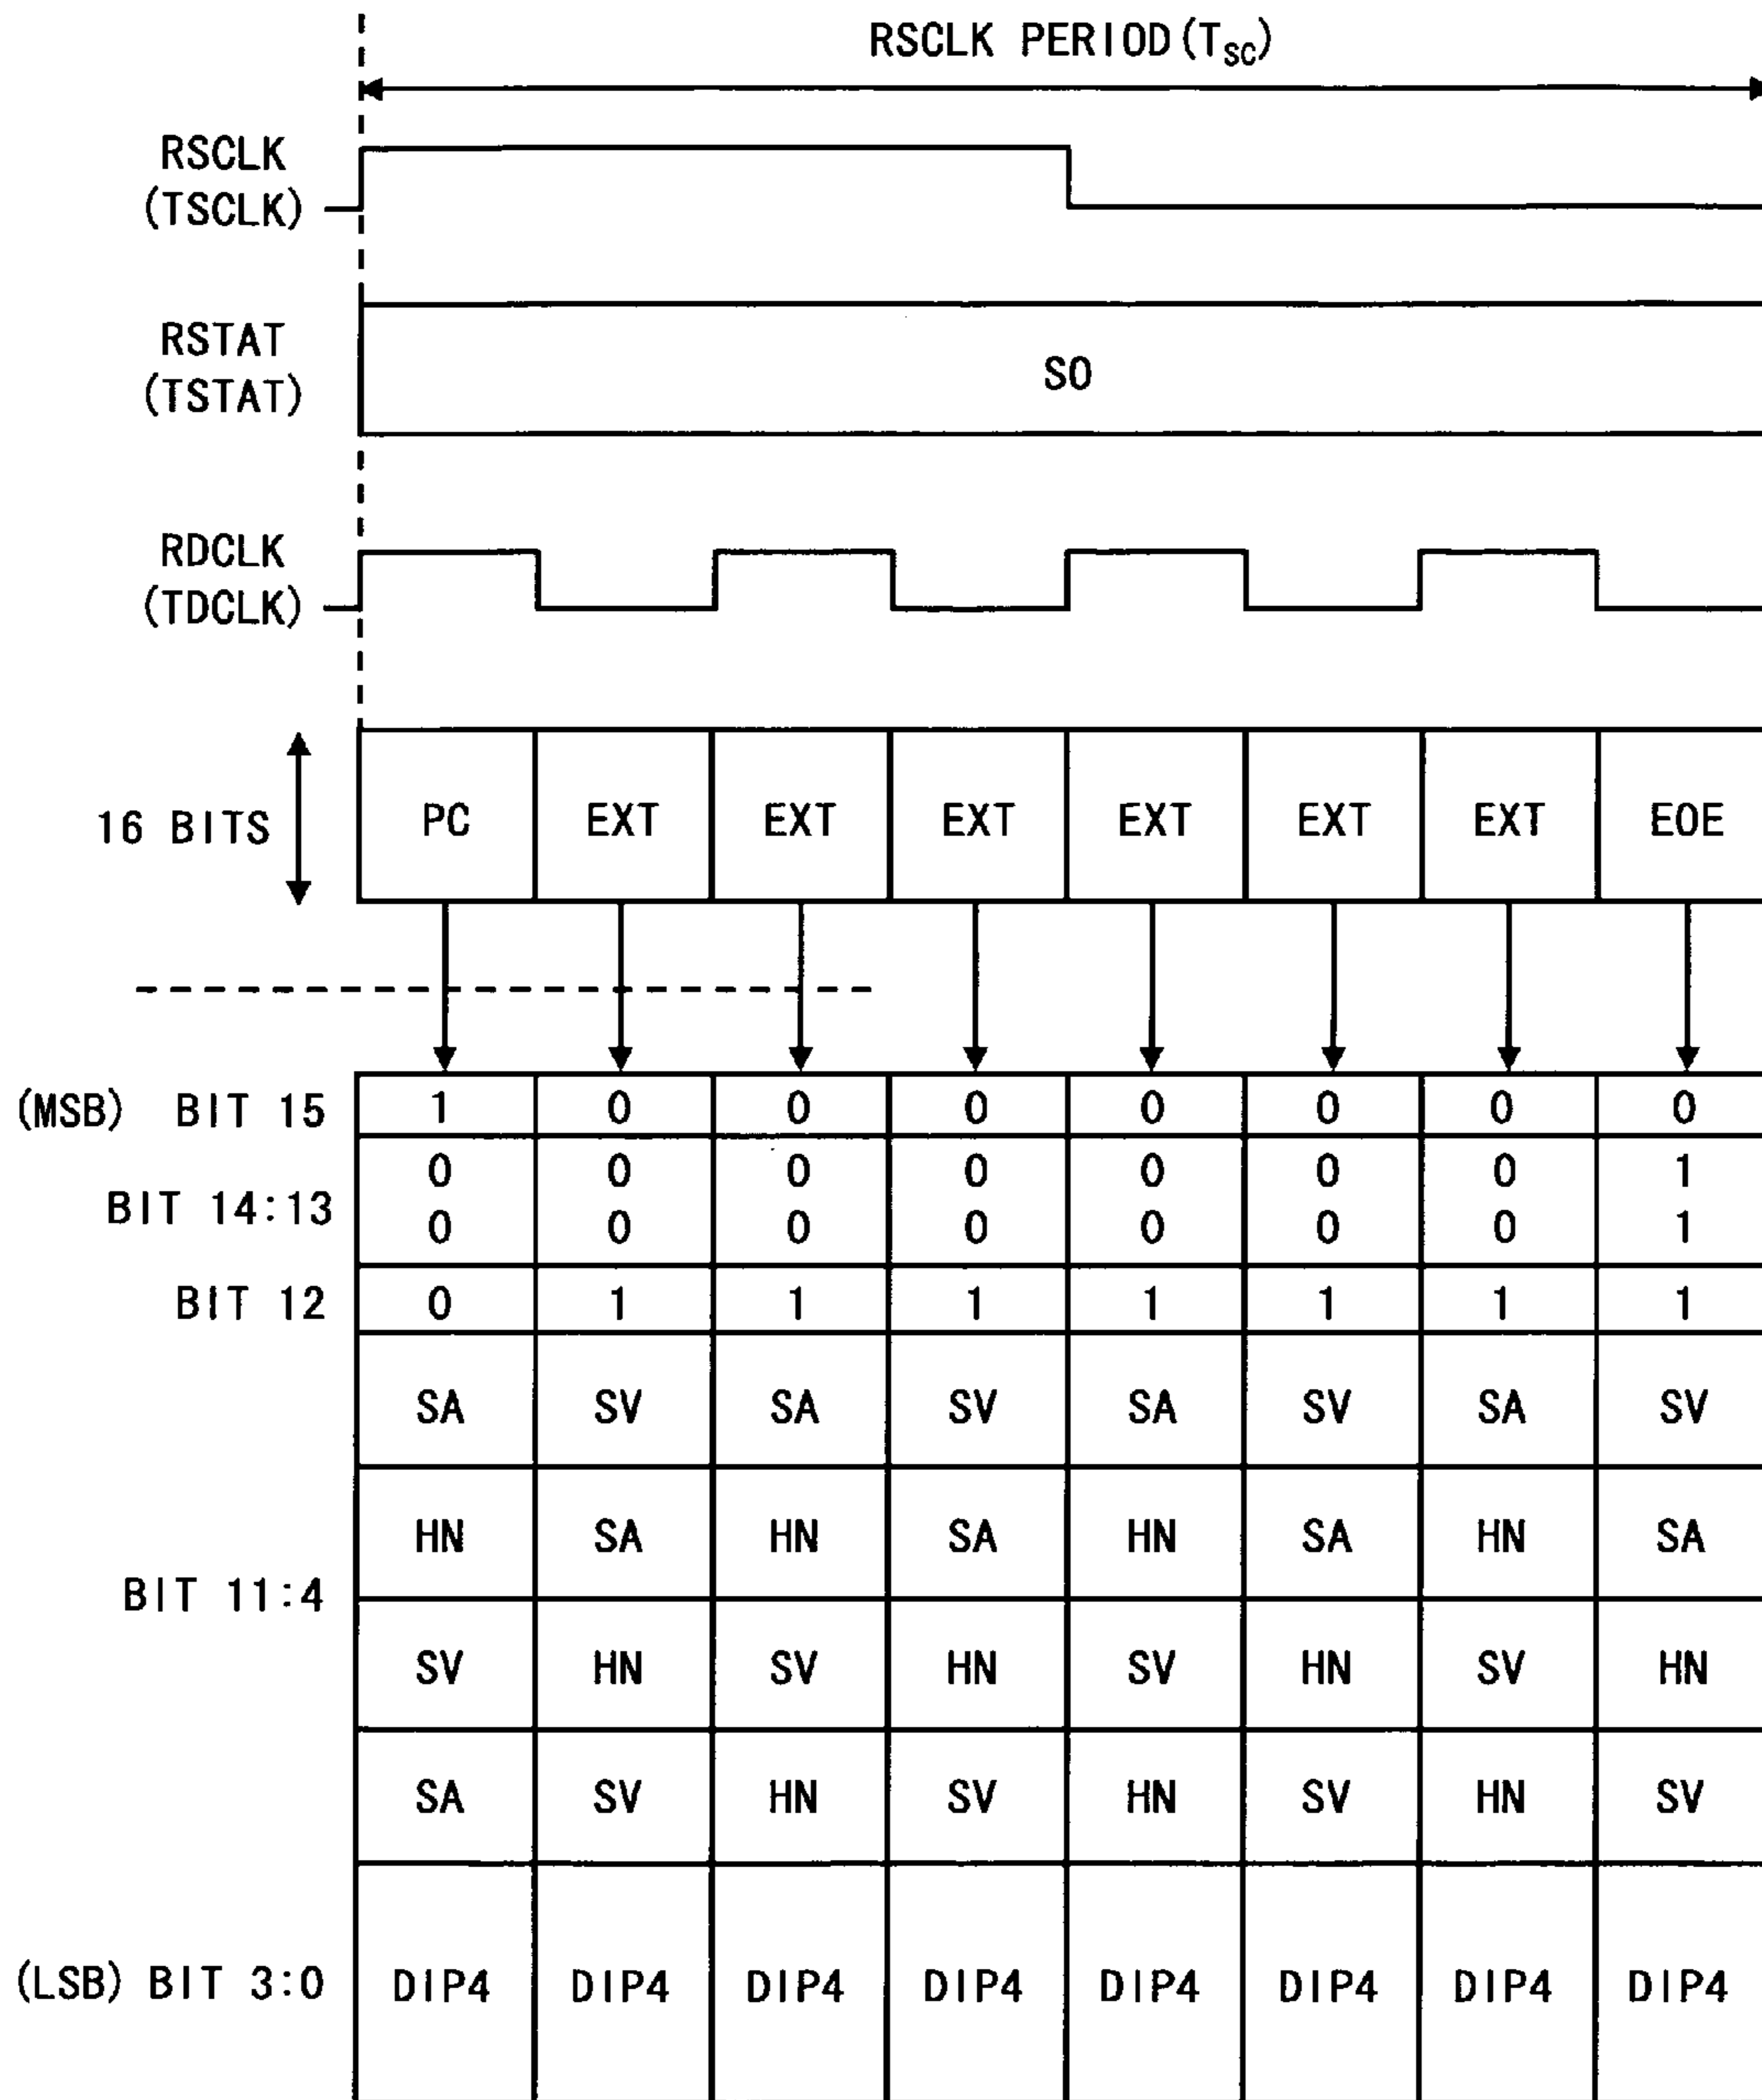 RSCLK PERIOD(TSC)
RSCLK
(TSCLK)
RSTAT
(TSTAT)
S0
RDCLK
(TDCLK)
16 BITS
PC EXT EXT EXT EXT EXT EXT EOE
(MSB) BIT 15 1 0 0 0 0 0 0 0
BIT 14:13
0 0 0 0 0 0 0 1
0 0 0 0 0 0 0 1
BIT 12 0 1 1 1 1 1 1 1
BIT 11:4
SA SV SA SV SA SV SA SV
HN SA HN SA HN SA HN SA
SV HN SV HN SV HN SV HN
SA SV HN SV HN SV HN SV
(LSB) BIT 3:0 DIP4 DIP4 DIP4 DIP4 DIP4 DIP4 DIP4 DIP4